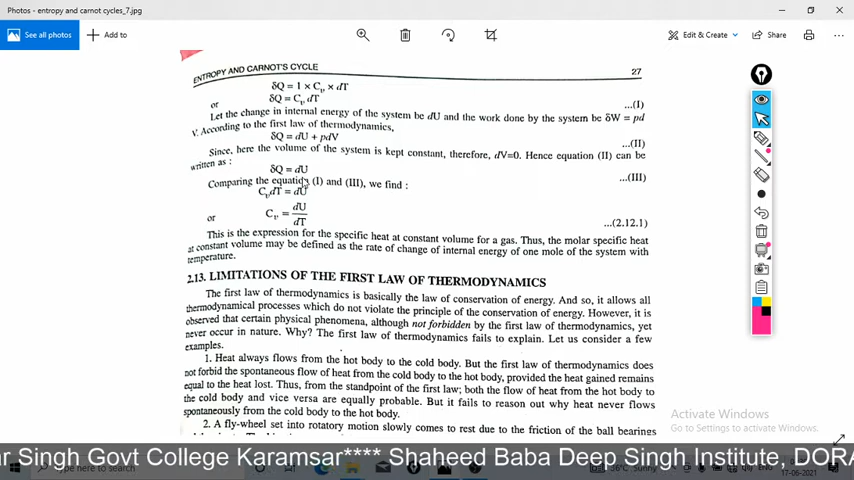 Photos - entropy and carnot cycles_7.jpg
See all photos
Add to
Edit & Create
Share
ENTROPY AND CARNOT'S CYCLE
27
δQ = 1 × Cv × dT
or
δQ = Cv dT
...(I)
Let the change in internal energy of the system be dU and the work done by the system be δW = pd
V. According to the first law of thermodynamics,
δQ = dU + pdV
...(II)
Since, here the volume of the system is kept constant, therefore, dV=0. Hence equation (II) can be
written as :
δQ = dU
...(III)
Comparing the equation (I) and (III), we find :
CvdT = dU
or
Cv = dU/dT
...(2.12.1)
This is the expression for the specific heat at constant volume for a gas. Thus, the molar specific heat
at constant volume may be defined as the rate of change of internal energy of one mole of the system with
temperature.
2.13. LIMITATIONS OF THE FIRST LAW OF THERMODYNAMICS
The first law of thermodynamics is basically the law of conservation of energy. And so, it allows all
thermodynamical processes which do not violate the principle of the conservation of energy. However, it is
observed that certain physical phenomena, although not forbidden by the first law of thermodynamics, yet
never occur in nature. Why? The first law of thermodynamics fails to explain. Let us consider a few
examples.
1. Heat always flows from the hot body to the cold body. But the first law of thermodynamics does
not forbid the spontaneous flow of heat from the cold body to the hot body, provided the heat gained remains
equal to the heat lost. Thus, from the standpoint of the first law; both the flow of heat from the hot body to
the cold body and vice versa are equally probable. But it fails to reason out why heat never flows
spontaneously from the cold body to the hot body.
2. A fly-wheel set into rotatory motion slowly comes to rest due to the friction of the ball bearings
Activate Windows
Go to Settings to activate Windows.
ar Singh Govt College Karamsar**** Shaheed Baba Deep Singh Institute, DORA
Type here to search
36°C Sunny
ENG
17-06-2021